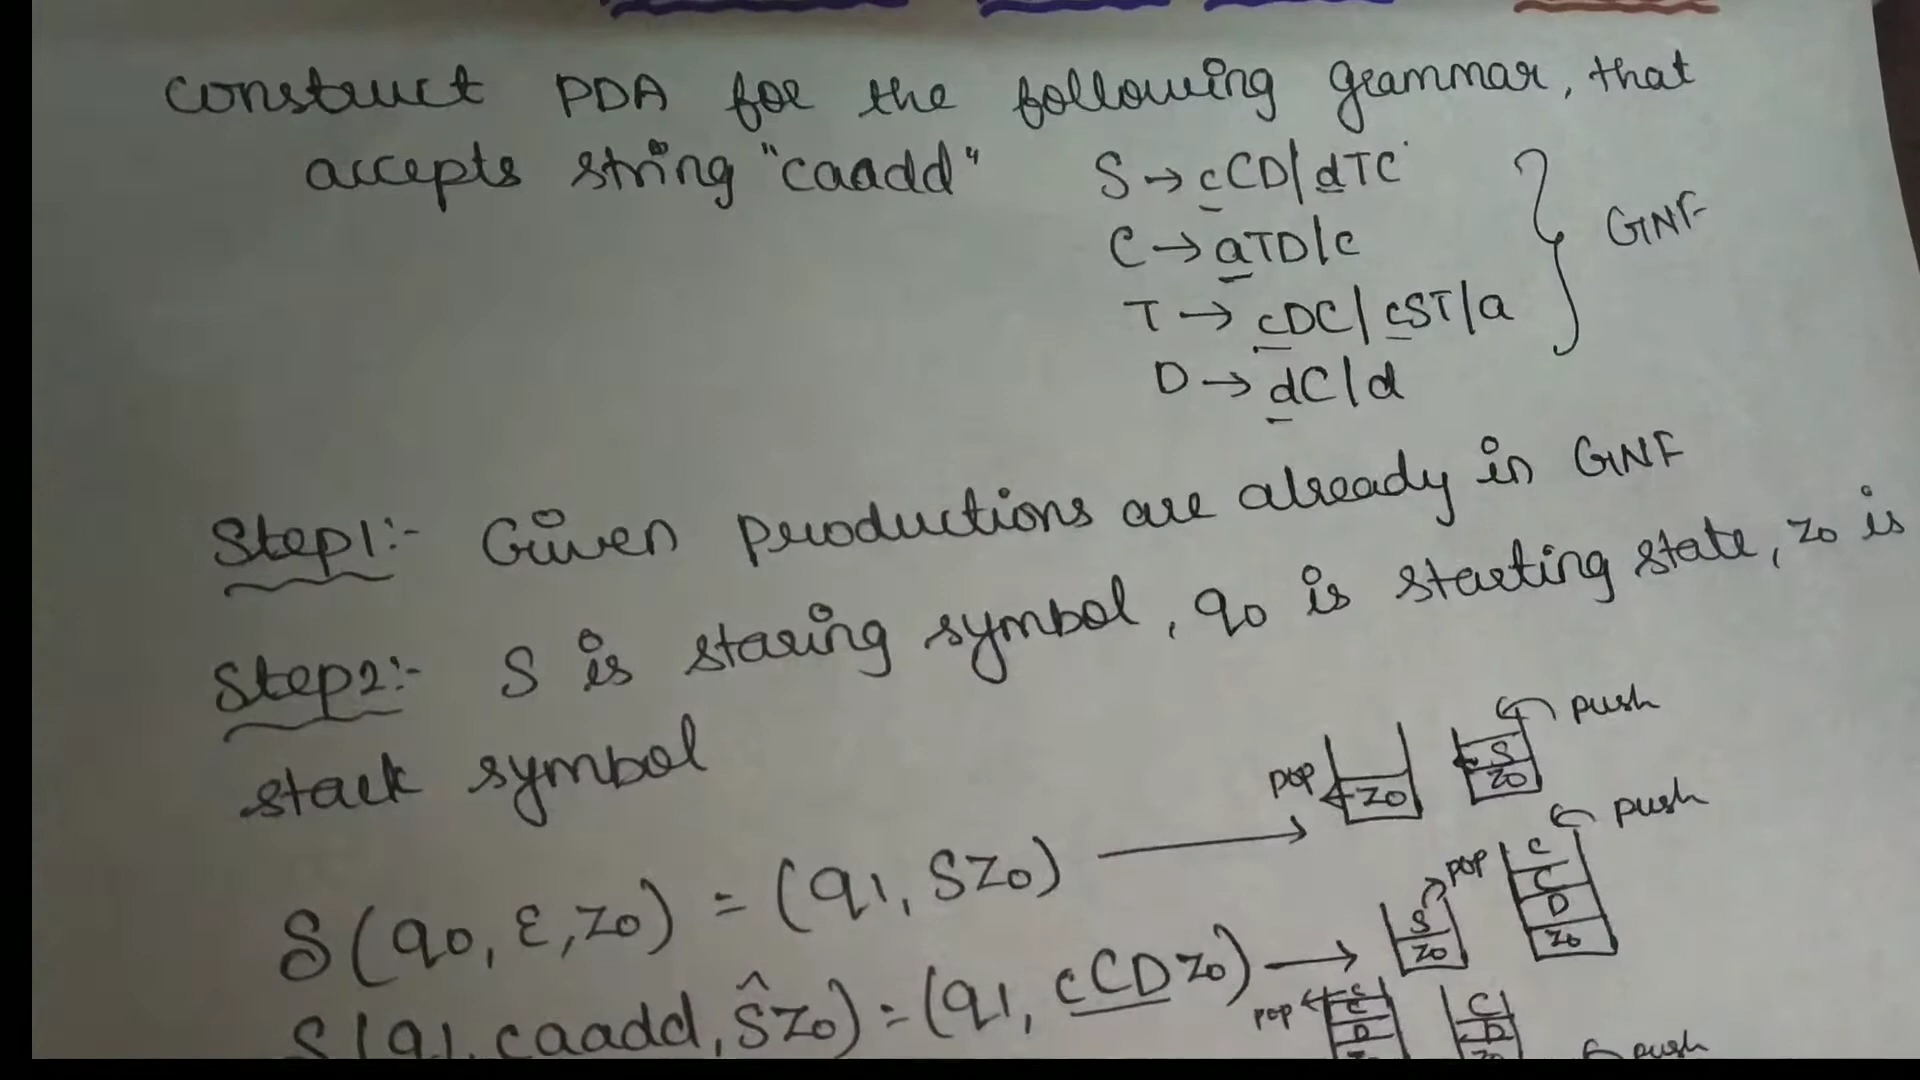 construct PDA for the following grammar, that
accepts string "caadd"
S → cCD | dTC
C → aTD | c
T → cDC | cST | a
D → dC | d
GNF
Step1:- Given productions are already in GNF
Step2:- S is staring symbol, q0 is starting state, z0 is
stack symbol
δ(q0, ε, z0) = (q1, Sz0)
pop
z0
S
z0
push
δ(q1, caadd, Sz0) = (q1, cCDz0)
S
z0
pop
c
C
D
z0
push
pop
c
C
D
C
D
z0
push